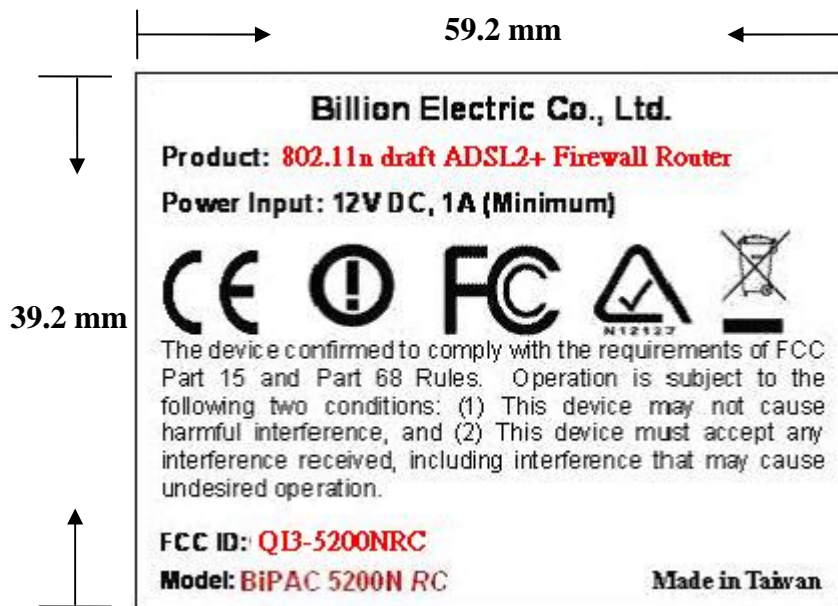 59.2 mm
Billion Electric Co., Ltd.
Product: 802.11n draft ADSL2+ Firewall Router
Power Input: 12V DC, 1A (Minimum)
39.2 mm
CE
FC
N12137
The device confirmed to comply with the requirements of FCC
Part 15 and Part 68 Rules. Operation is subject to the
following two conditions: (1) This device may not cause
harmful interference, and (2) This device must accept any
interference received, including interference that may cause
undesired operation.
FCC ID: QI3-5200NRC
Model: BiPAC 5200N RC
Made in Taiwan